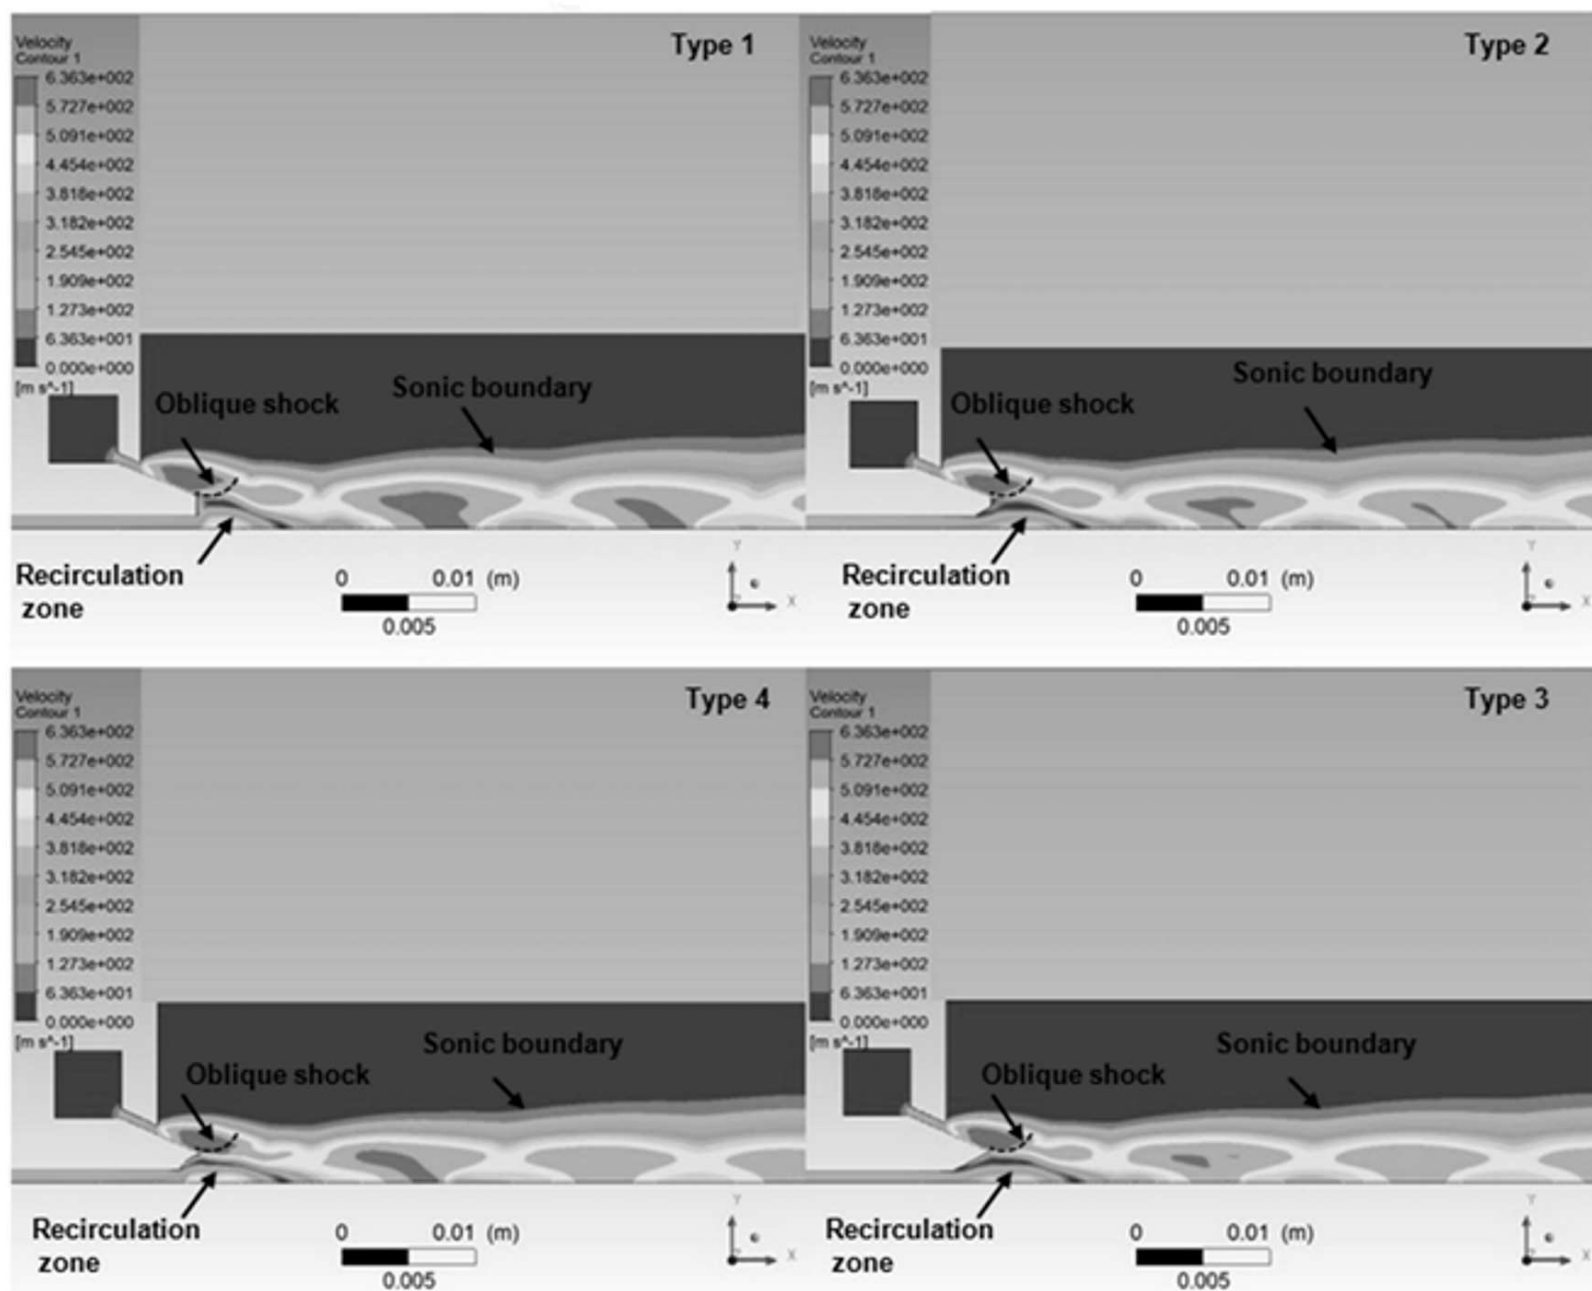 Type 1
Velocity
Contour 1
6.363e+002
5.727e+002
5.091e+002
4.454e+002
3.818e+002
3.182e+002
2.545e+002
1.909e+002
1.273e+002
6.363e+001
0.000e+000
[m s^-1]
Oblique shock
Sonic boundary
Recirculation
zone
0 0.01 (m)
0.005
Y
X
Type 2
Velocity
Contour 1
6.363e+002
5.727e+002
5.091e+002
4.454e+002
3.818e+002
3.182e+002
2.545e+002
1.909e+002
1.273e+002
6.363e+001
0.000e+000
[m s^-1]
Oblique shock
Sonic boundary
Recirculation
zone
0 0.01 (m)
0.005
Y
X
Type 4
Velocity
Contour 1
6.363e+002
5.727e+002
5.091e+002
4.454e+002
3.818e+002
3.182e+002
2.545e+002
1.909e+002
1.273e+002
6.363e+001
0.000e+000
[m s^-1]
Oblique shock
Sonic boundary
Recirculation
zone
0 0.01 (m)
0.005
Y
X
Type 3
Velocity
Contour 1
6.363e+002
5.727e+002
5.091e+002
4.454e+002
3.818e+002
3.182e+002
2.545e+002
1.909e+002
1.273e+002
6.363e+001
0.000e+000
[m s^-1]
Oblique shock
Sonic boundary
Recirculation
zone
0 0.01 (m)
0.005
Y
X